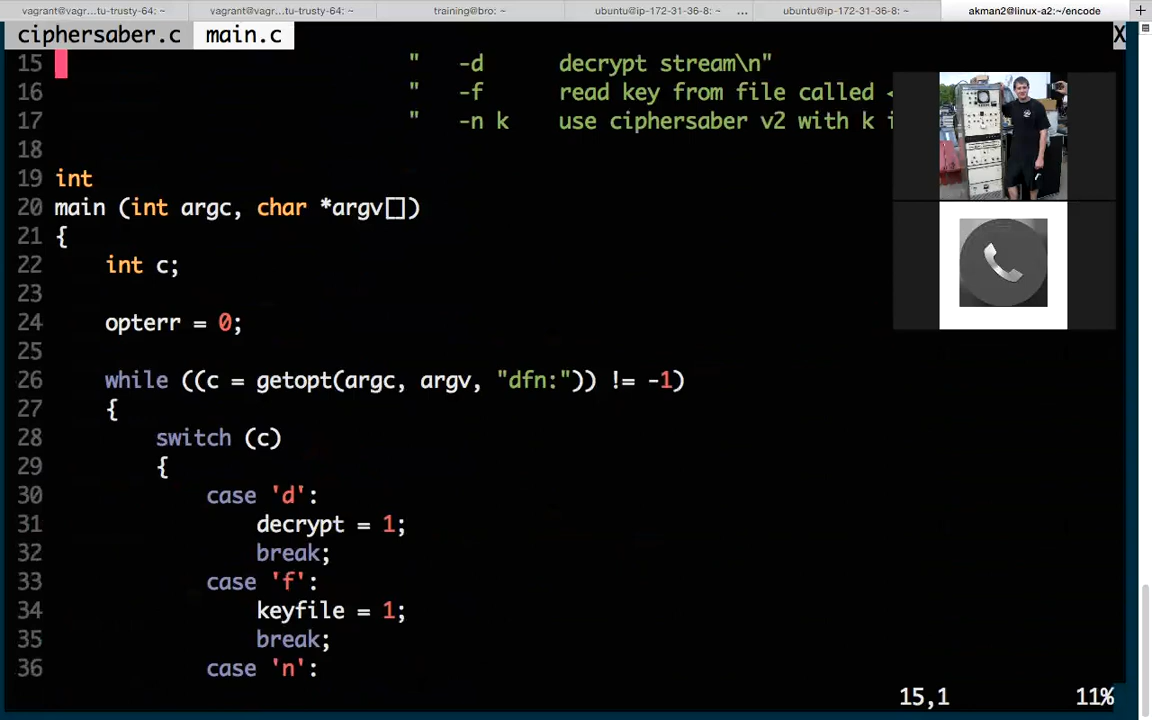 vagrant@vagr...tu-trusty-64: ~ vagrant@vagr...tu-trusty-64: ~ training@bro: ~ ubuntu@ip-172-31-36-8: ~ ... ubuntu@ip-172-31-36-8: ~ akman2@linux-a2:~/encode +
ciphersaber.c main.c X
15 " -d decrypt stream\n"
16 " -f read key from file called <
17 " -n k use ciphersaber v2 with k i
18
19 int
20 main (int argc, char *argv[])
21 {
22 int c;
23
24 opterr = 0;
25
26 while ((c = getopt(argc, argv, "dfn:")) != -1)
27 {
28 switch (c)
29 {
30 case 'd':
31 decrypt = 1;
32 break;
33 case 'f':
34 keyfile = 1;
35 break;
36 case 'n':
15,1 11%